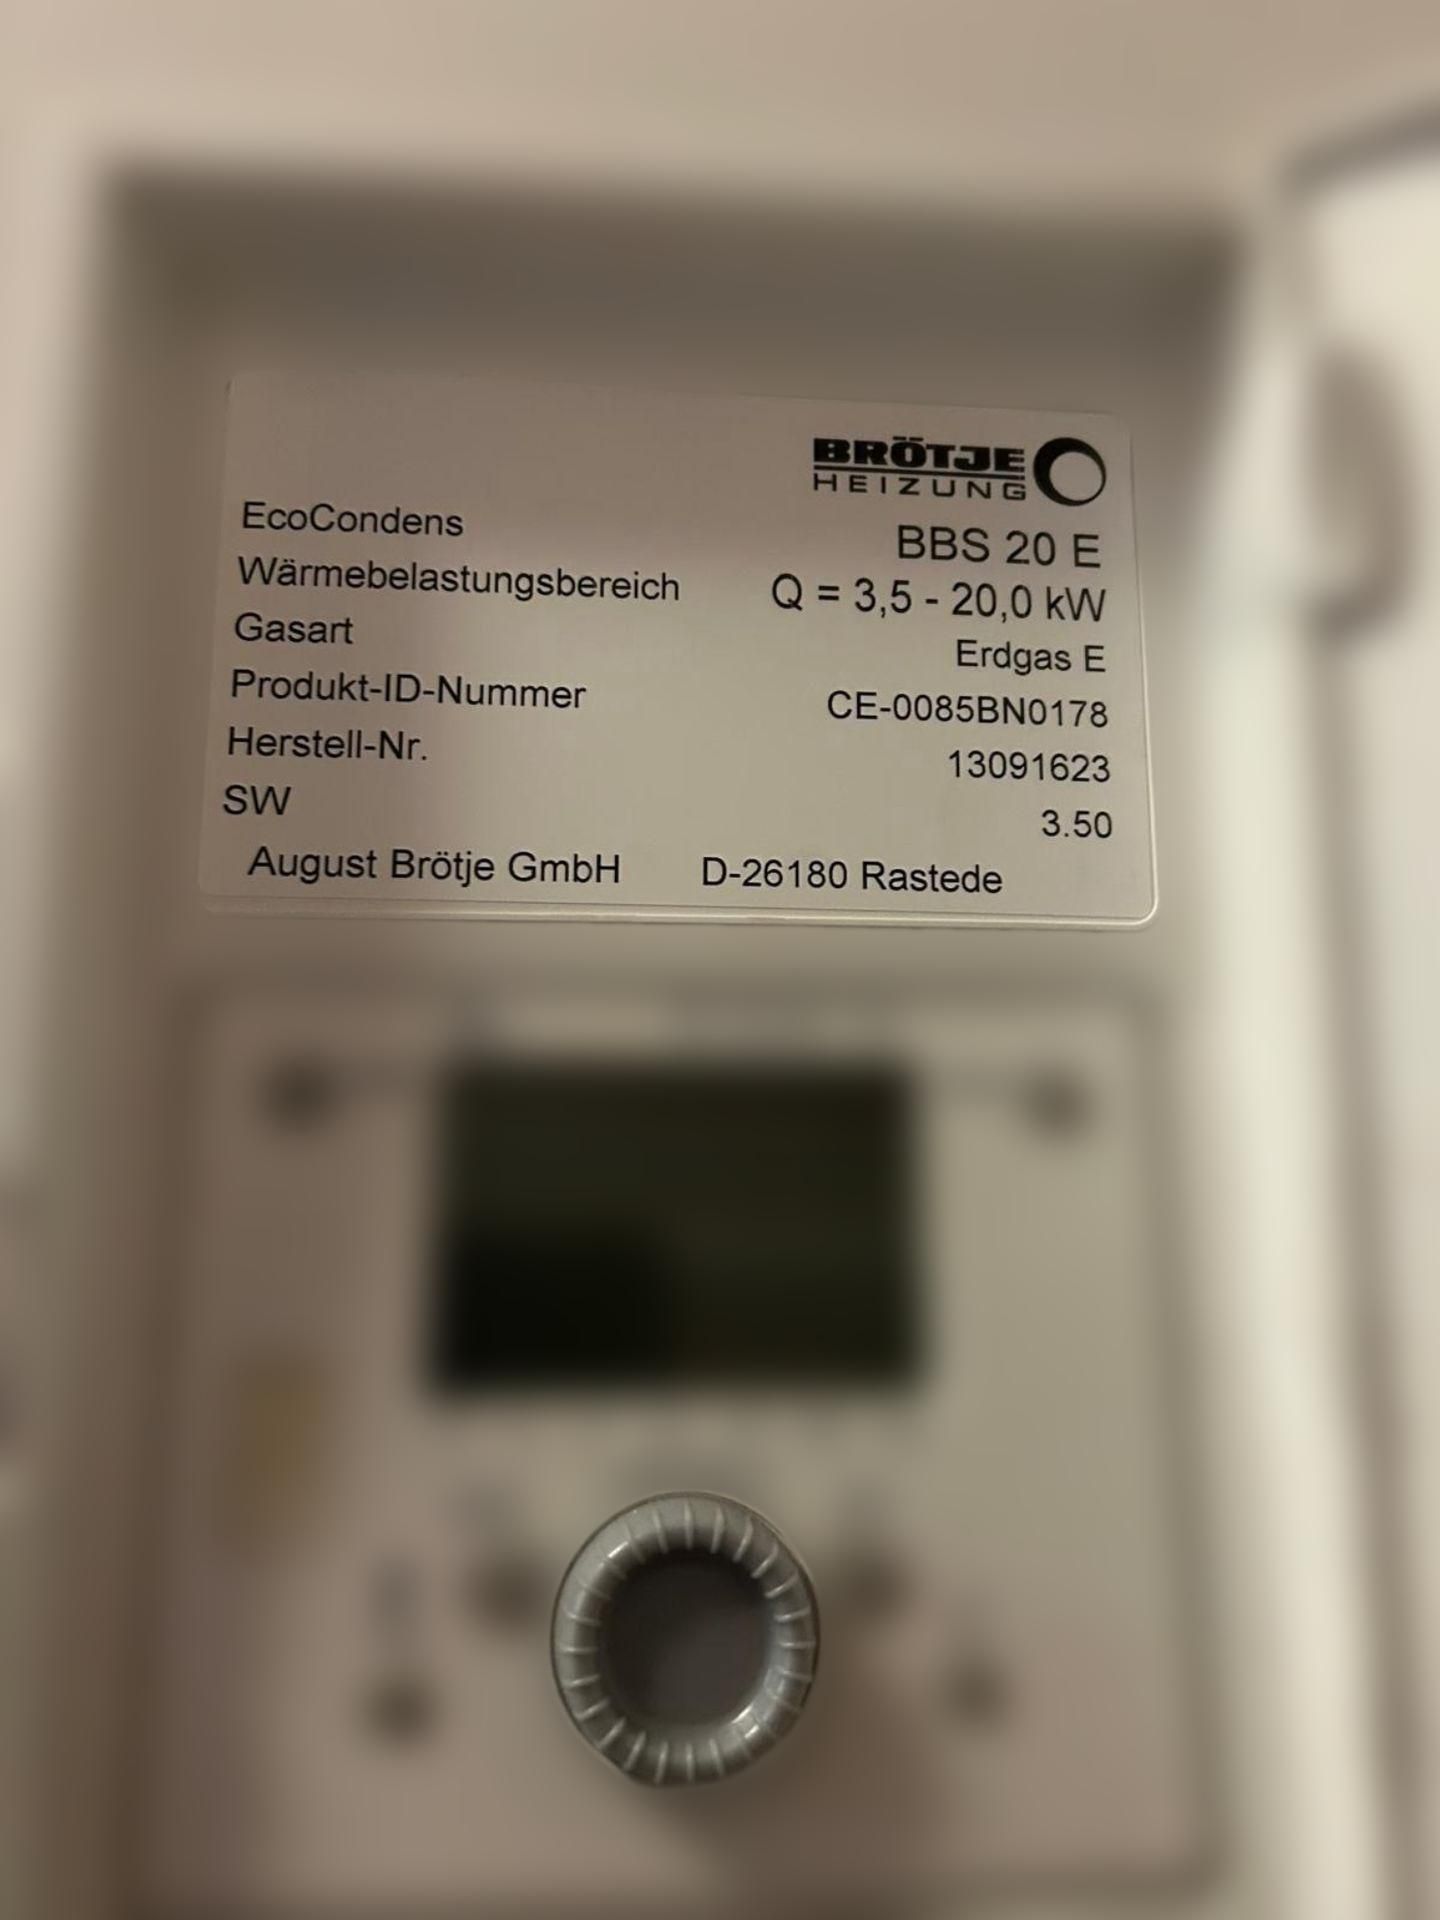 BRÖTJE
HEIZUNG
EcoCondens BBS 20 E
Wärmebelastungsbereich Q = 3,5 - 20,0 kW
Gasart Erdgas E
Produkt-ID-Nummer CE-0085BN0178
Herstell-Nr. 13091623
SW 3.50
August Brötje GmbH D-26180 Rastede